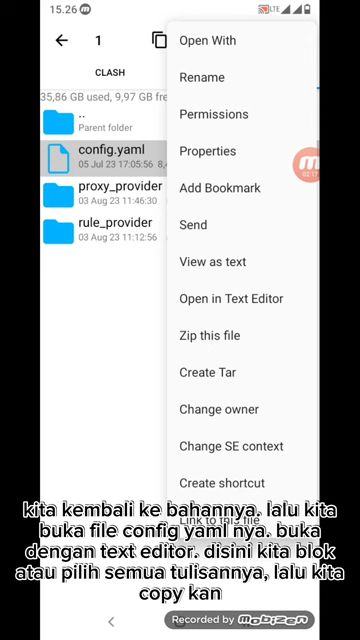 15.26
LTE
1
CLASH
35,86 GB used, 9,97 GB fre
..
Parent folder
config.yaml
05 Jul 23 17:05:56 8,
proxy_provider
03 Aug 23 11:46:30
rule_provider
03 Aug 23 11:12:56
Open With
Rename
Permissions
Properties
Add Bookmark
Send
View as text
Open in Text Editor
Zip this file
Create Tar
Change owner
Change SE context
Create shortcut
Link to this file
02:17
kita kembali ke bahannya. lalu kita
buka file config yaml nya. buka
dengan text editor. disini kita blok
atau pilih semua tulisannya, lalu kita
copy kan
Recorded by Mobizen